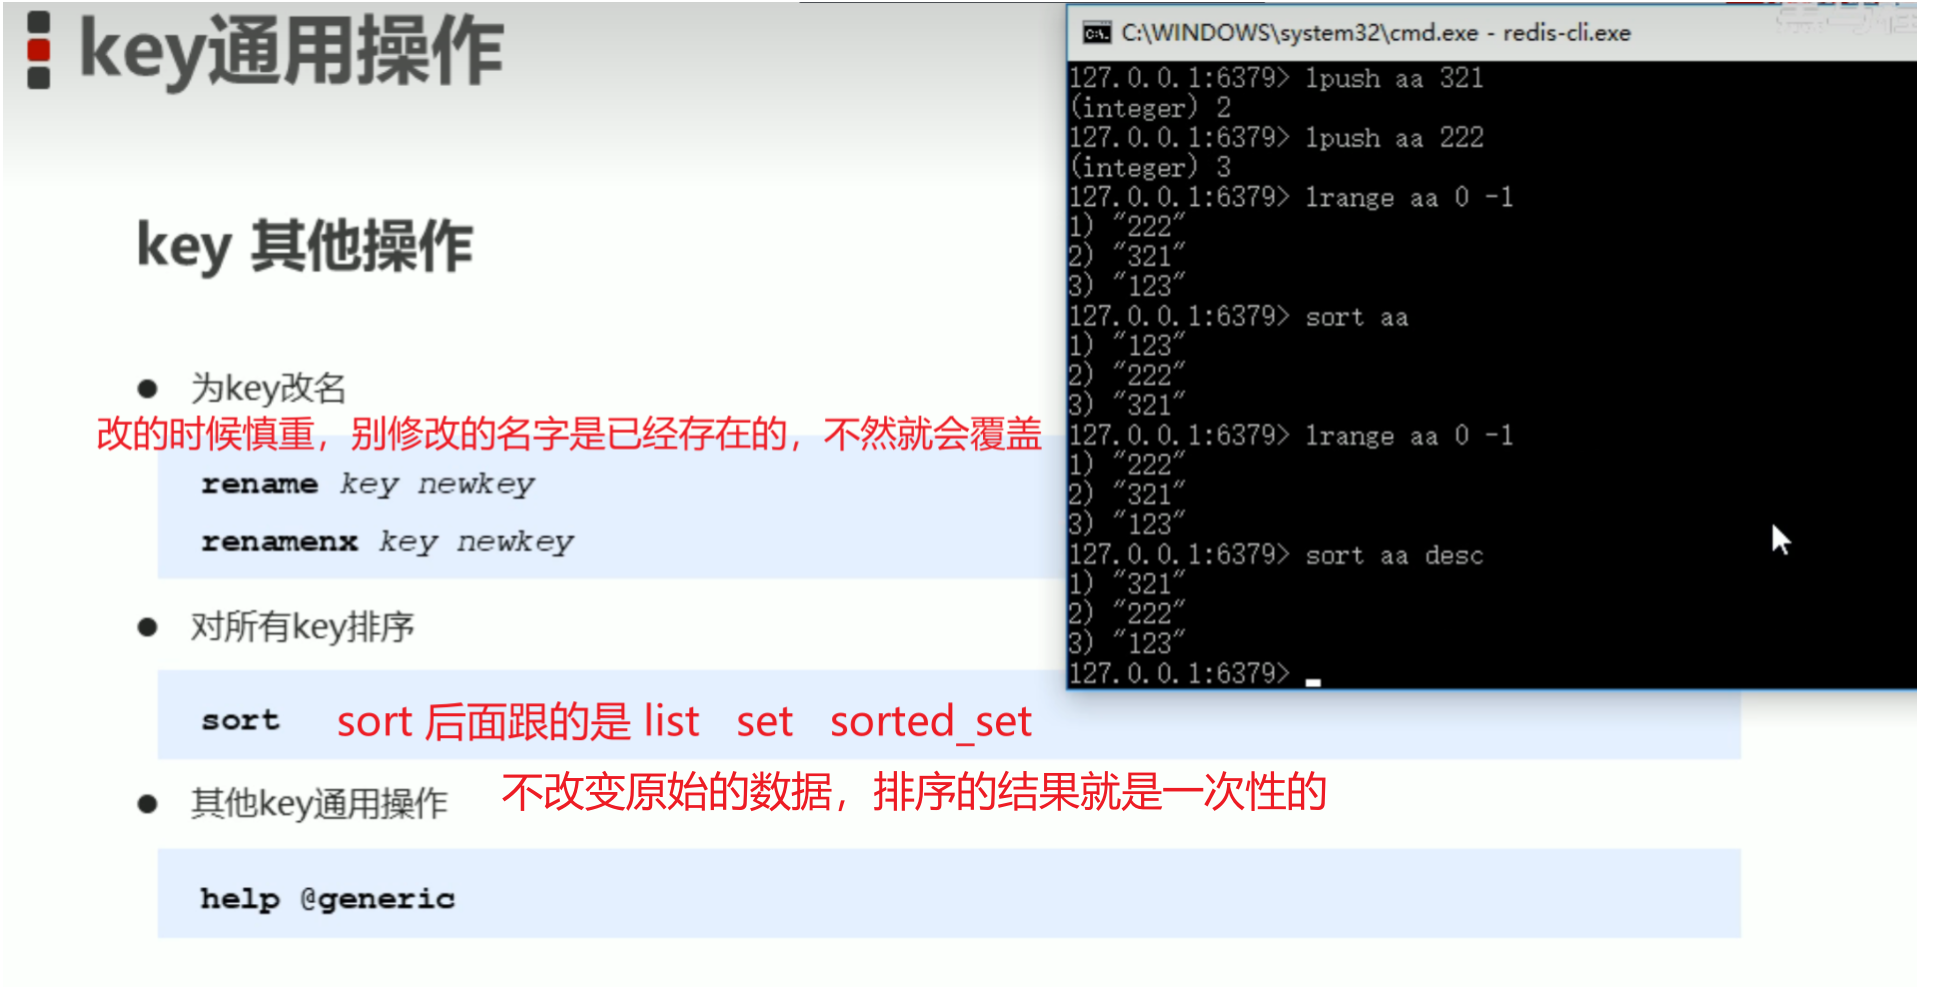 key通用操作
key 其他操作
为key改名
改的时候慎重，别修改的名字是已经存在的，不然就会覆盖
rename key newkey
renamenx key newkey
对所有key排序
sort
sort 后面跟的是 list set sorted_set
不改变原始的数据，排序的结果就是一次性的
其他key通用操作
help @generic
C:\WINDOWS\system32\cmd.exe - redis-cli.exe
127.0.0.1:6379> lpush aa 321
(integer) 2
127.0.0.1:6379> lpush aa 222
(integer) 3
127.0.0.1:6379> lrange aa 0 -1
1) "222"
2) "321"
3) "123"
127.0.0.1:6379> sort aa
1) "123"
2) "222"
3) "321"
127.0.0.1:6379> lrange aa 0 -1
1) "222"
2) "321"
3) "123"
127.0.0.1:6379> sort aa desc
1) "321"
2) "222"
3) "123"
127.0.0.1:6379>